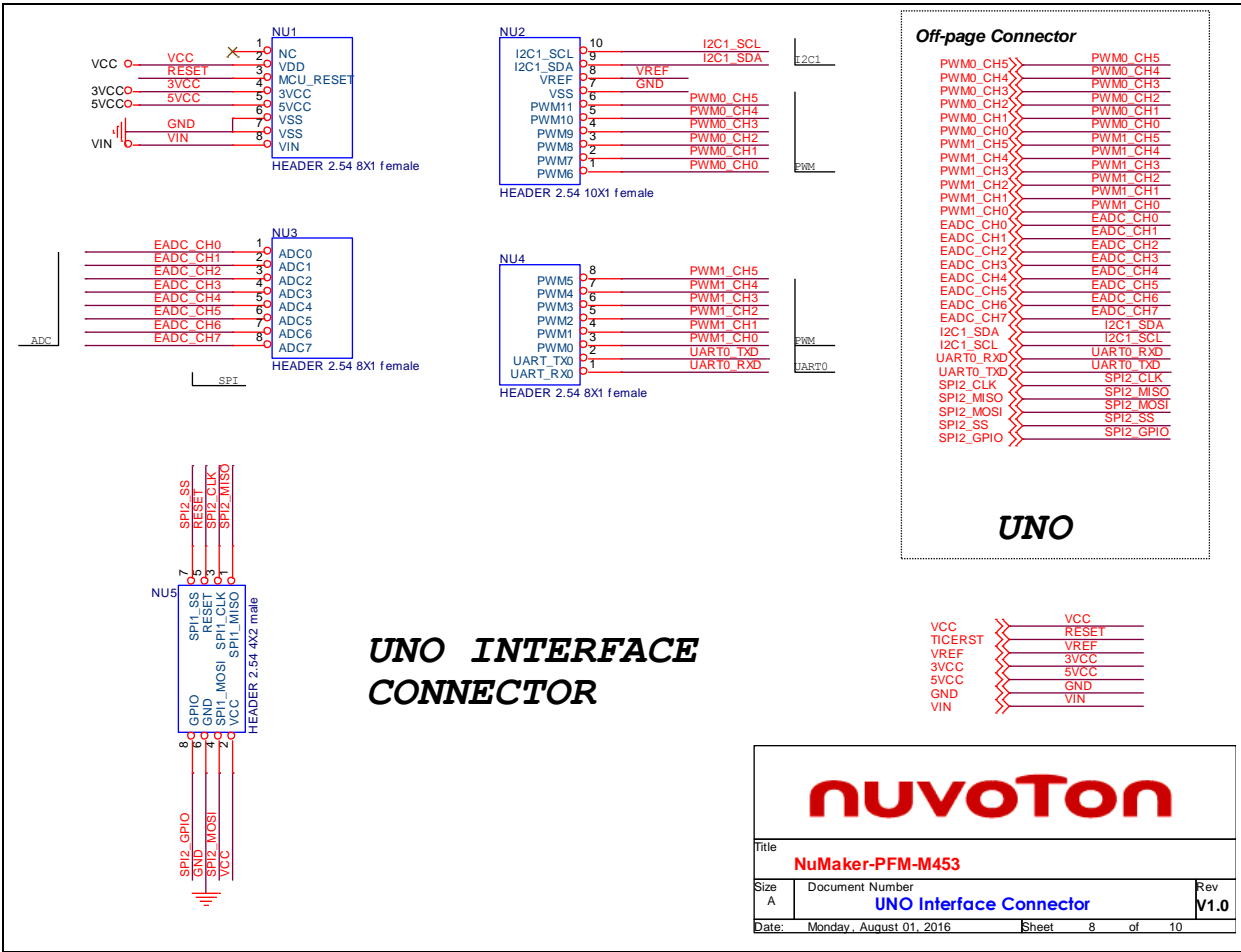 NU1
1 NC
VCC VCC 2 VDD
RESET 3 MCU_RESET
3VCC 3VCC 4 3VCC
5VCC 5VCC 5 5VCC
6 VSS
GND 7 VSS
VIN VIN 8 VIN
HEADER 2.54 8X1 female
NU2
I2C1_SCL 10 I2C1_SCL
I2C1_SDA 9 I2C1_SDA
VREF 8 VREF
VSS 7 GND
PWM11 6 PWM0_CH5
PWM10 5 PWM0_CH4
PWM9 4 PWM0_CH3
PWM8 3 PWM0_CH2
PWM7 2 PWM0_CH1
PWM6 1 PWM0_CH0
HEADER 2.54 10X1 female
I2C1
PWM
NU3
EADC_CH0 1 ADC0
EADC_CH1 2 ADC1
EADC_CH2 3 ADC2
EADC_CH3 4 ADC3
EADC_CH4 5 ADC4
EADC_CH5 6 ADC5
EADC_CH6 7 ADC6
EADC_CH7 8 ADC7
HEADER 2.54 8X1 female
ADC
SPI
NU4
PWM5 8 PWM1_CH5
PWM4 7 PWM1_CH4
PWM3 6 PWM1_CH3
PWM2 5 PWM1_CH2
PWM1 4 PWM1_CH1
PWM0 3 PWM1_CH0
UART_TX0 2 UART0_TXD
UART_RX0 1 UART0_RXD
HEADER 2.54 8X1 female
PWM
UART0
Off-page Connector
PWM0_CH5 PWM0_CH5
PWM0_CH4 PWM0_CH4
PWM0_CH3 PWM0_CH3
PWM0_CH2 PWM0_CH2
PWM0_CH1 PWM0_CH1
PWM0_CH0 PWM0_CH0
PWM1_CH5 PWM1_CH5
PWM1_CH4 PWM1_CH4
PWM1_CH3 PWM1_CH3
PWM1_CH2 PWM1_CH2
PWM1_CH1 PWM1_CH1
PWM1_CH0 PWM1_CH0
EADC_CH0 EADC_CH0
EADC_CH1 EADC_CH1
EADC_CH2 EADC_CH2
EADC_CH3 EADC_CH3
EADC_CH4 EADC_CH4
EADC_CH5 EADC_CH5
EADC_CH6 EADC_CH6
EADC_CH7 EADC_CH7
I2C1_SDA I2C1_SDA
I2C1_SCL I2C1_SCL
UART0_RXD UART0_RXD
UART0_TXD UART0_TXD
SPI2_CLK SPI2_CLK
SPI2_MISO SPI2_MISO
SPI2_MOSI SPI2_MOSI
SPI2_SS SPI2_SS
SPI2_GPIO SPI2_GPIO
UNO
SPI2_SS 7 SPI1_SS
RESET 5 RESET
SPI2_CLK 3 SPI1_CLK
SPI2_MISO 1 SPI1_MISO
NU5
HEADER 2.54 4X2 male
GPIO 8 SPI2_GPIO
GND 6 GND
SPI1_MOSI 4 SPI2_MOSI
VCC 2 VCC
UNO INTERFACE
CONNECTOR
VCC VCC
TICERST RESET
VREF VREF
3VCC 3VCC
5VCC 5VCC
GND GND
VIN VIN
nuvoTon
Title
NuMaker-PFM-M453
Size Document Number Rev
A UNO Interface Connector V1.0
Date: Monday, August 01, 2016 Sheet 8 of 10